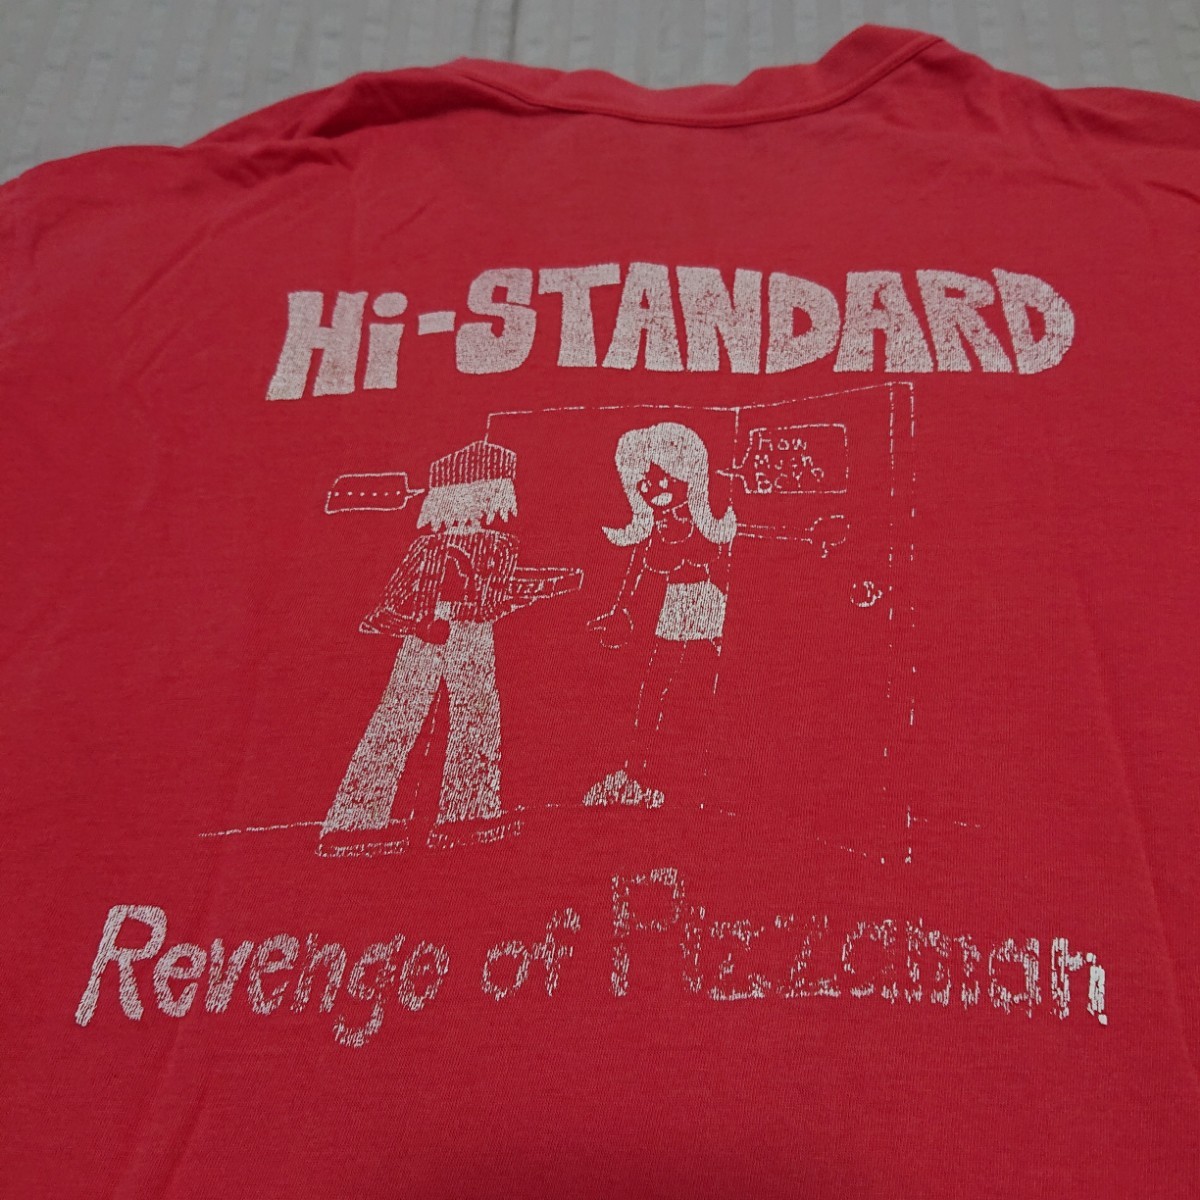 Hi-STANDARD
......
How
Much
BOY?
Revenge of Pizzaman.